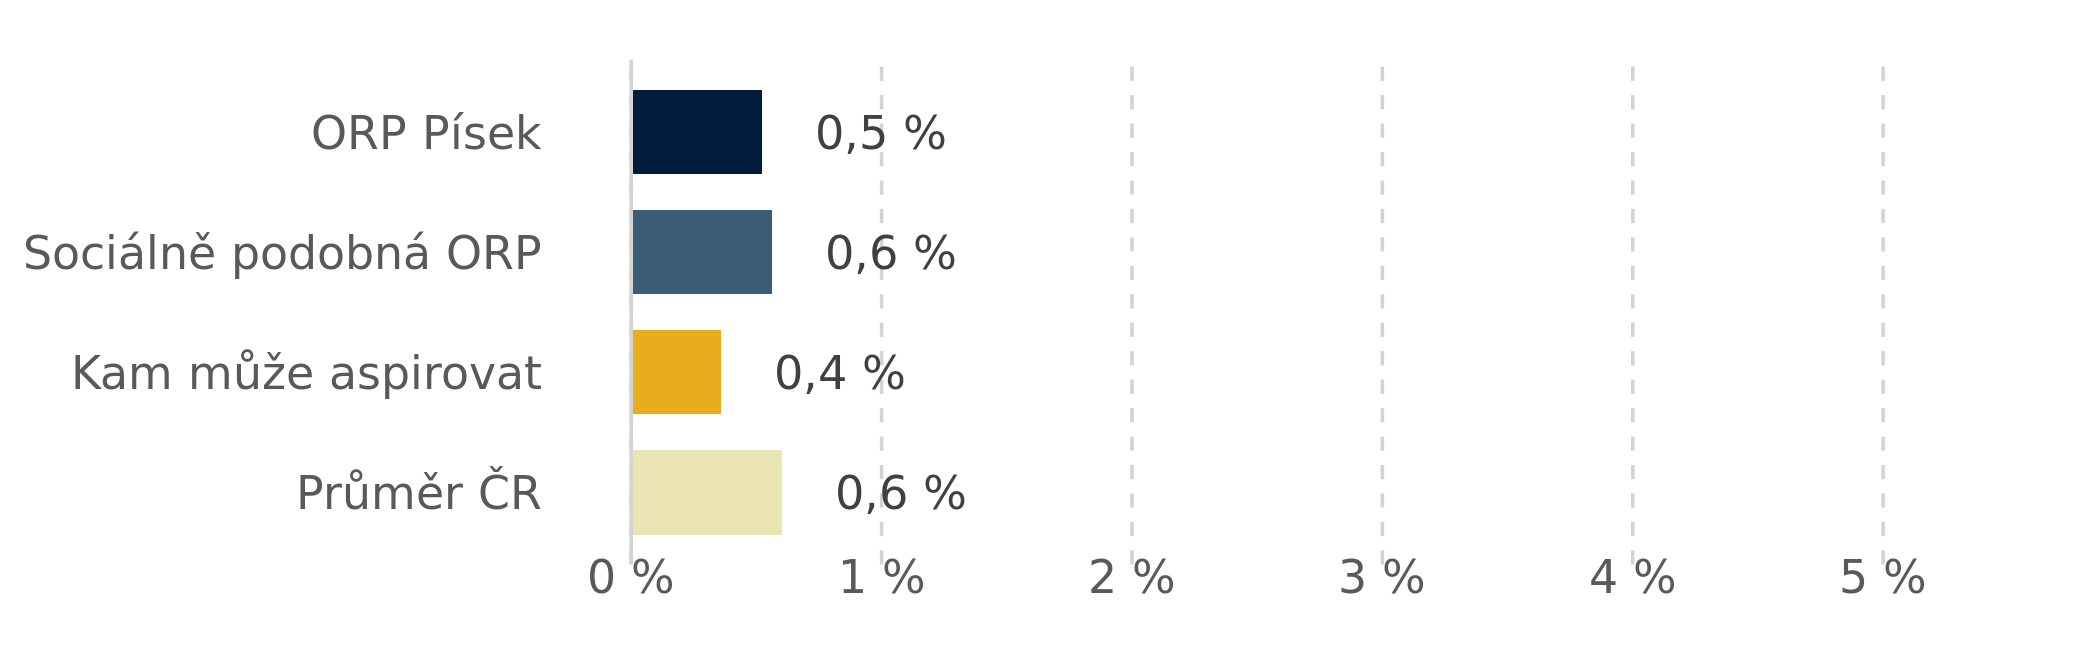 ORP Písek 0,5 %
Sociálně podobná ORP 0,6 %
Kam může aspirovat 0,4 %
Průměr ČR 0,6 %
0 % 1 % 2 % 3 % 4 % 5 %